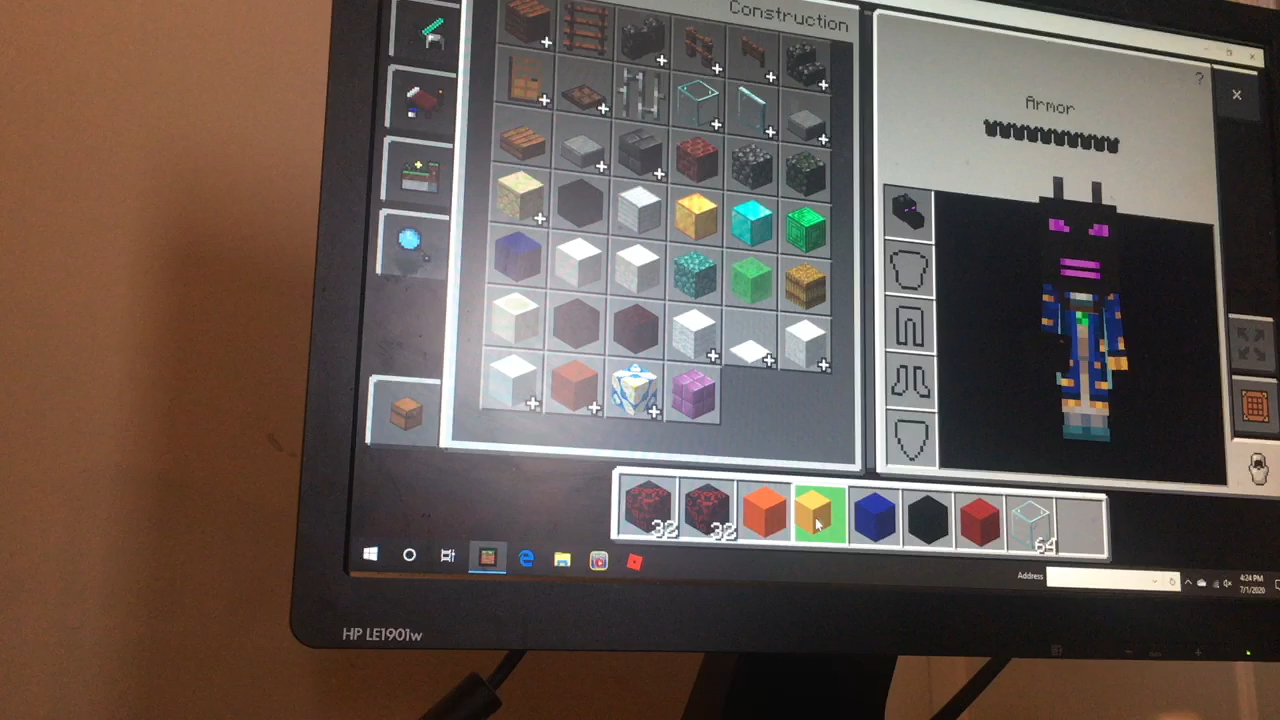 Construction
?
Armor
32
32
64
Address
4:24 PM
7/1/2020
HP LE1901w